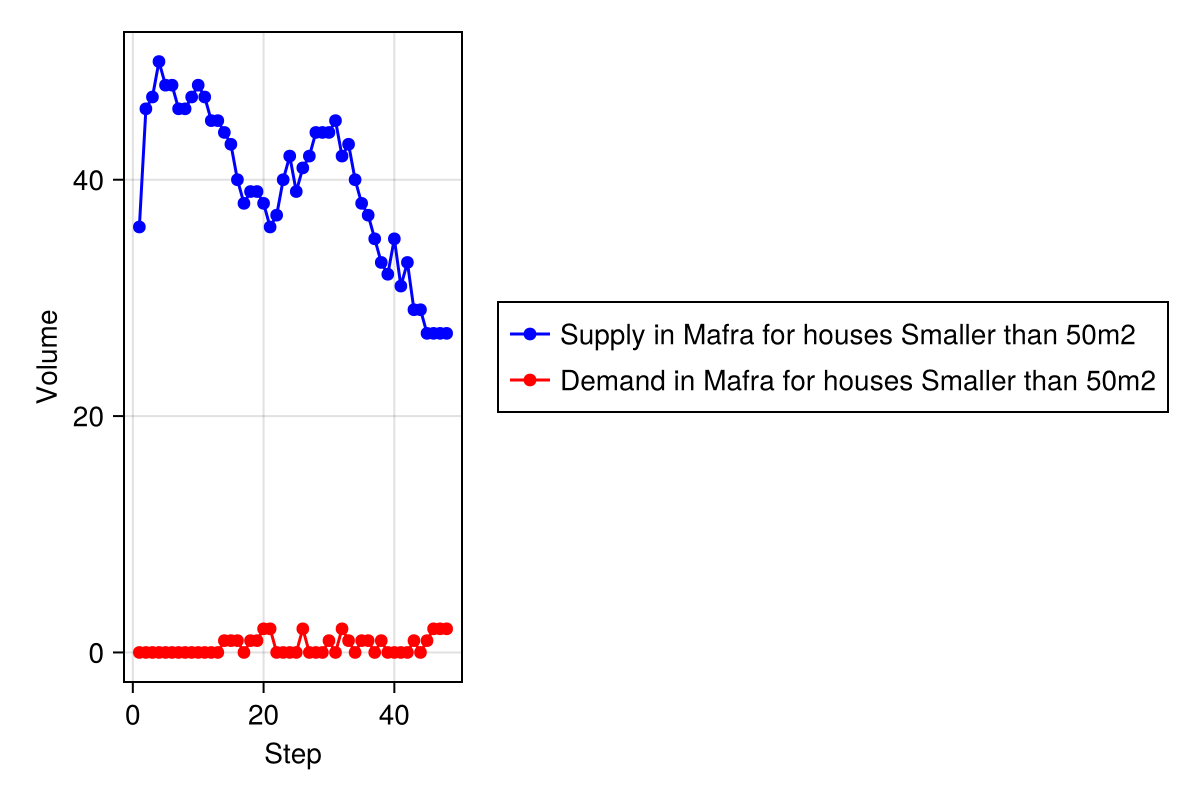 Volume
40
20
0
0 20 40
Step
Supply in Mafra for houses Smaller than 50m2
Demand in Mafra for houses Smaller than 50m2